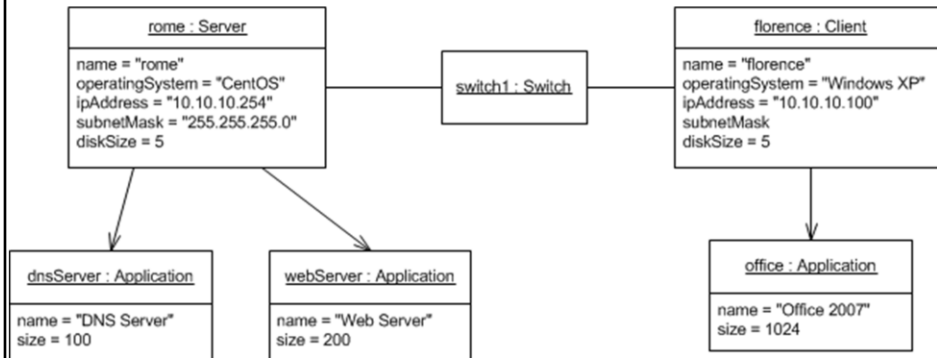 rome : Server
name = "rome"
operatingSystem = "CentOS"
ipAddress = "10.10.10.254"
subnetMask = "255.255.255.0"
diskSize = 5
switch1 : Switch
florence : Client
name = "florence"
operatingSystem = "Windows XP"
ipAddress = "10.10.10.100"
subnetMask
diskSize = 5
dnsServer : Application
name = "DNS Server"
size = 100
webServer : Application
name = "Web Server"
size = 200
office : Application
name = "Office 2007"
size = 1024